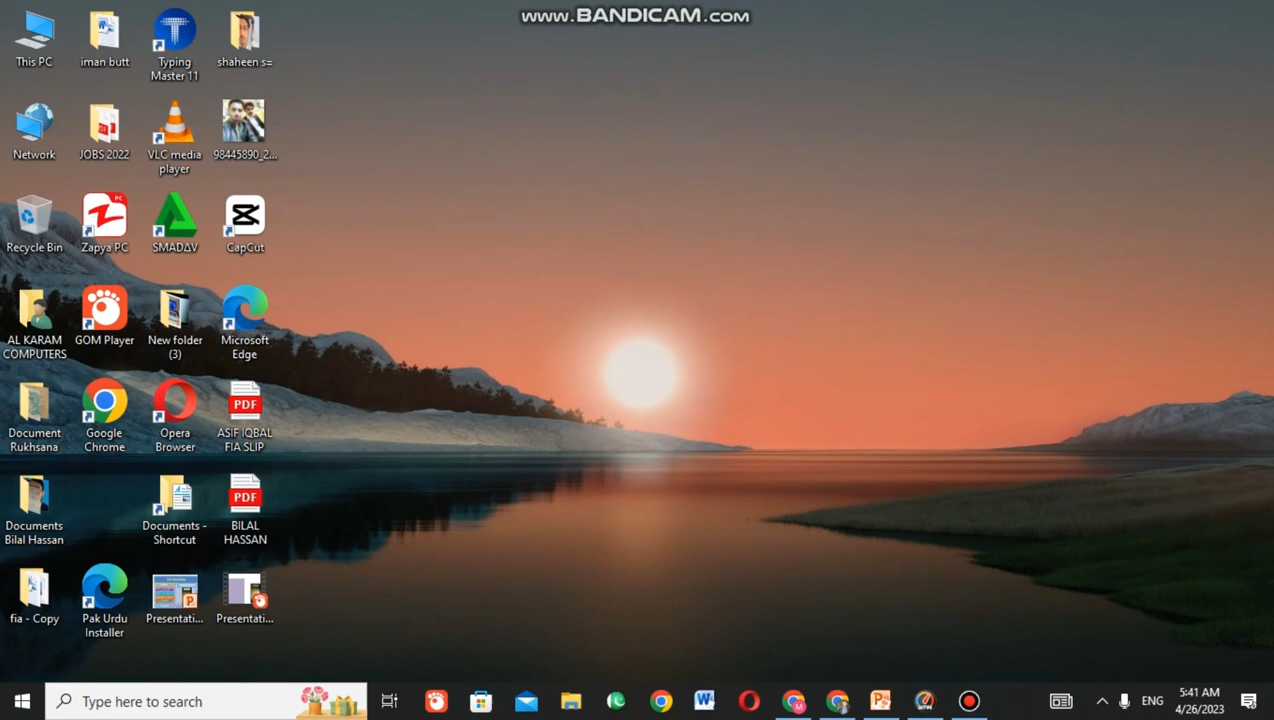 www.BANDICAM.com
This PC
iman butt
Typing
Master 11
shaheen s=
Network
JOBS 2022
VLC media
player
98445890_2...
Recycle Bin
Zapya PC
SMADΔV
CapCut
AL KARAM
COMPUTERS
GOM Player
New folder
(3)
Microsoft
Edge
Document
Rukhsana
Google
Chrome
Opera
Browser
PDF
ASIF IQBAL
FIA SLIP
Documents
Bilal Hassan
Documents -
Shortcut
PDF
BILAL
HASSAN
fia - Copy
Pak Urdu
Installer
Presentati...
Presentati...
Type here to search
ENG
5:41 AM
4/26/2023